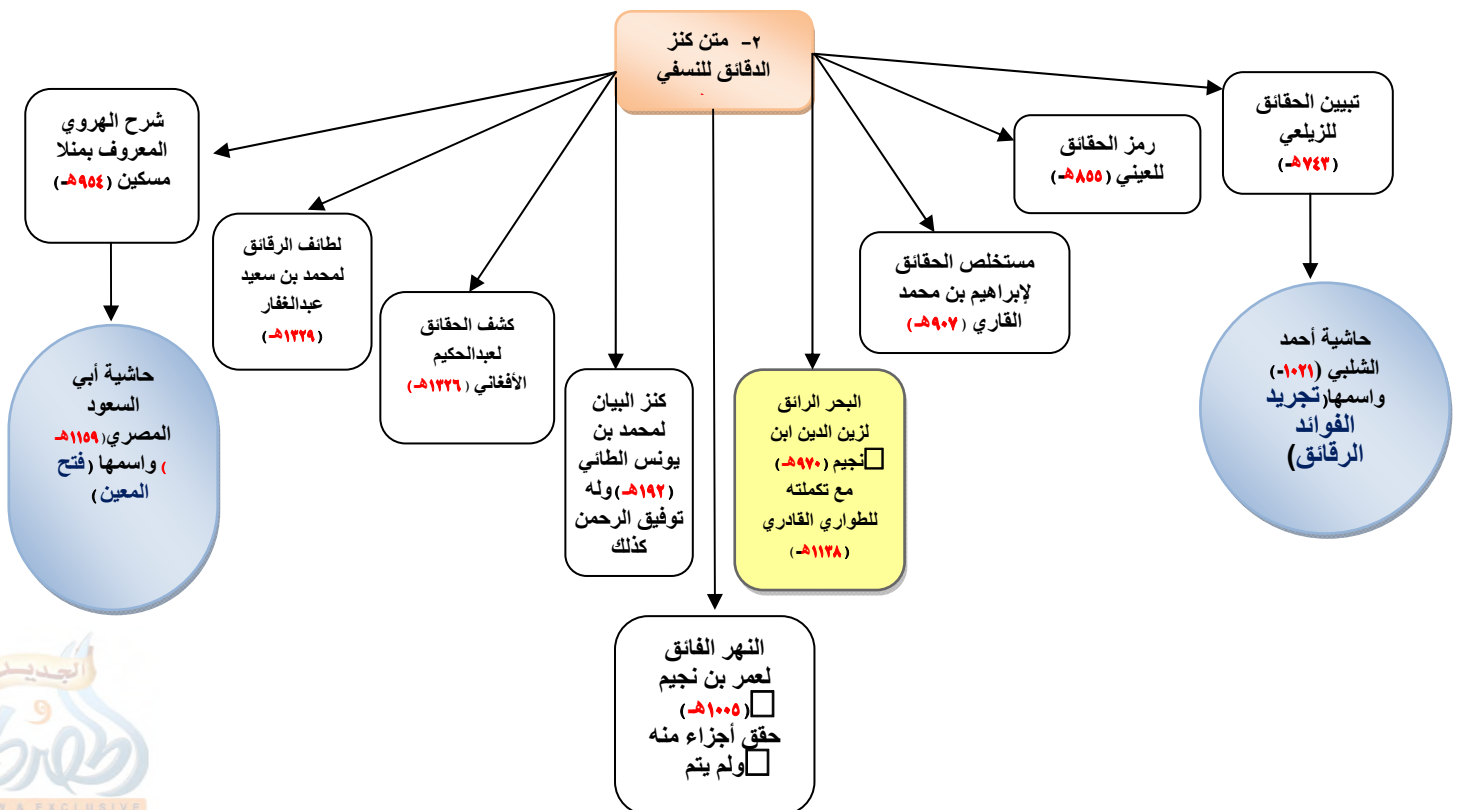 ٢- متن كنز
الدقائق للنسفي
تبيين الحقائق
للزيلعي
(٧٤٣هـ)
رمز الحقائق
للعيني (٨٥٥هـ)
مستخلص الحقائق
لإبراهيم بن محمد
القاري (٩٠٧هـ)
البحر الرائق
لزين الدين ابن
نجيم (٩٧٠هـ)
مع تكملته
للطواري القادري
(١١٣٨هـ)
النهر الفائق
لعمر بن نجيم
(١٠٠٥هـ)
حقق أجزاء منه
ولم يتم
كنز البيان
لمحمد بن
يونس الطائي
(١٩٢هـ) وله
توفيق الرحمن
كذلك
كشف الحقائق
لعبدالحكيم
الأفغاني (١٣٢٦هـ)
لطائف الرقائق
لمحمد بن سعيد
عبدالغفار
(١٣٢٩هـ)
شرح الهروي
المعروف بمنلا
مسكين (٩٥٤هـ)
حاشية أحمد
الشلبي (١٠٢١-)
واسمها(تجريد
الفوائد
الرقائق)
حاشية أبي
السعود
المصري(١١٥٩هـ
) واسمها (فتح
المعين)
الجديد
و
EXCLUSIVE